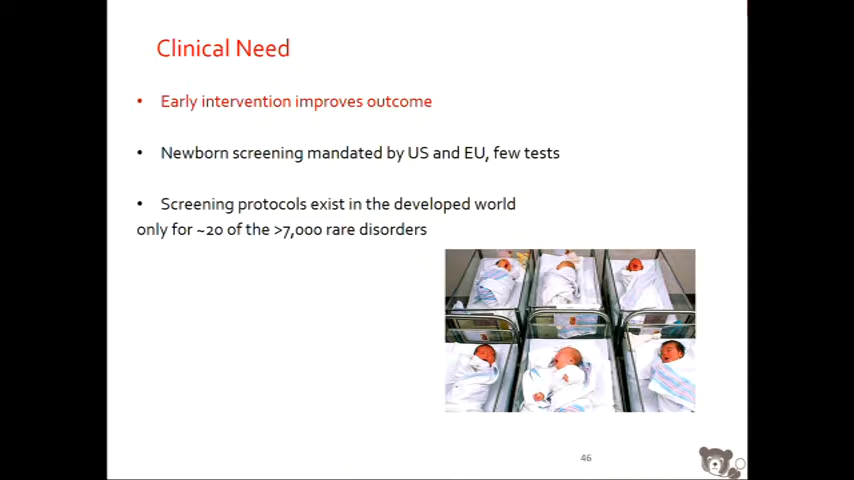 Clinical Need
• Early intervention improves outcome
• Newborn screening mandated by US and EU, few tests
• Screening protocols exist in the developed world
only for ~20 of the >7,000 rare disorders
46